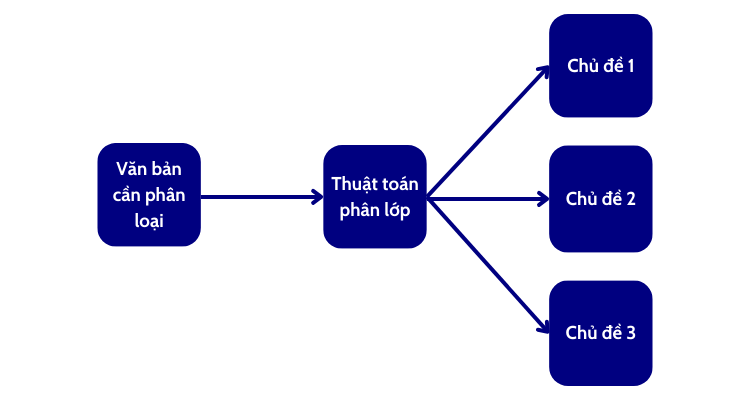 Văn bản
cần phân
loại
Thuật toán
phân lớp
Chủ đề 1
Chủ đề 2
Chủ đề 3